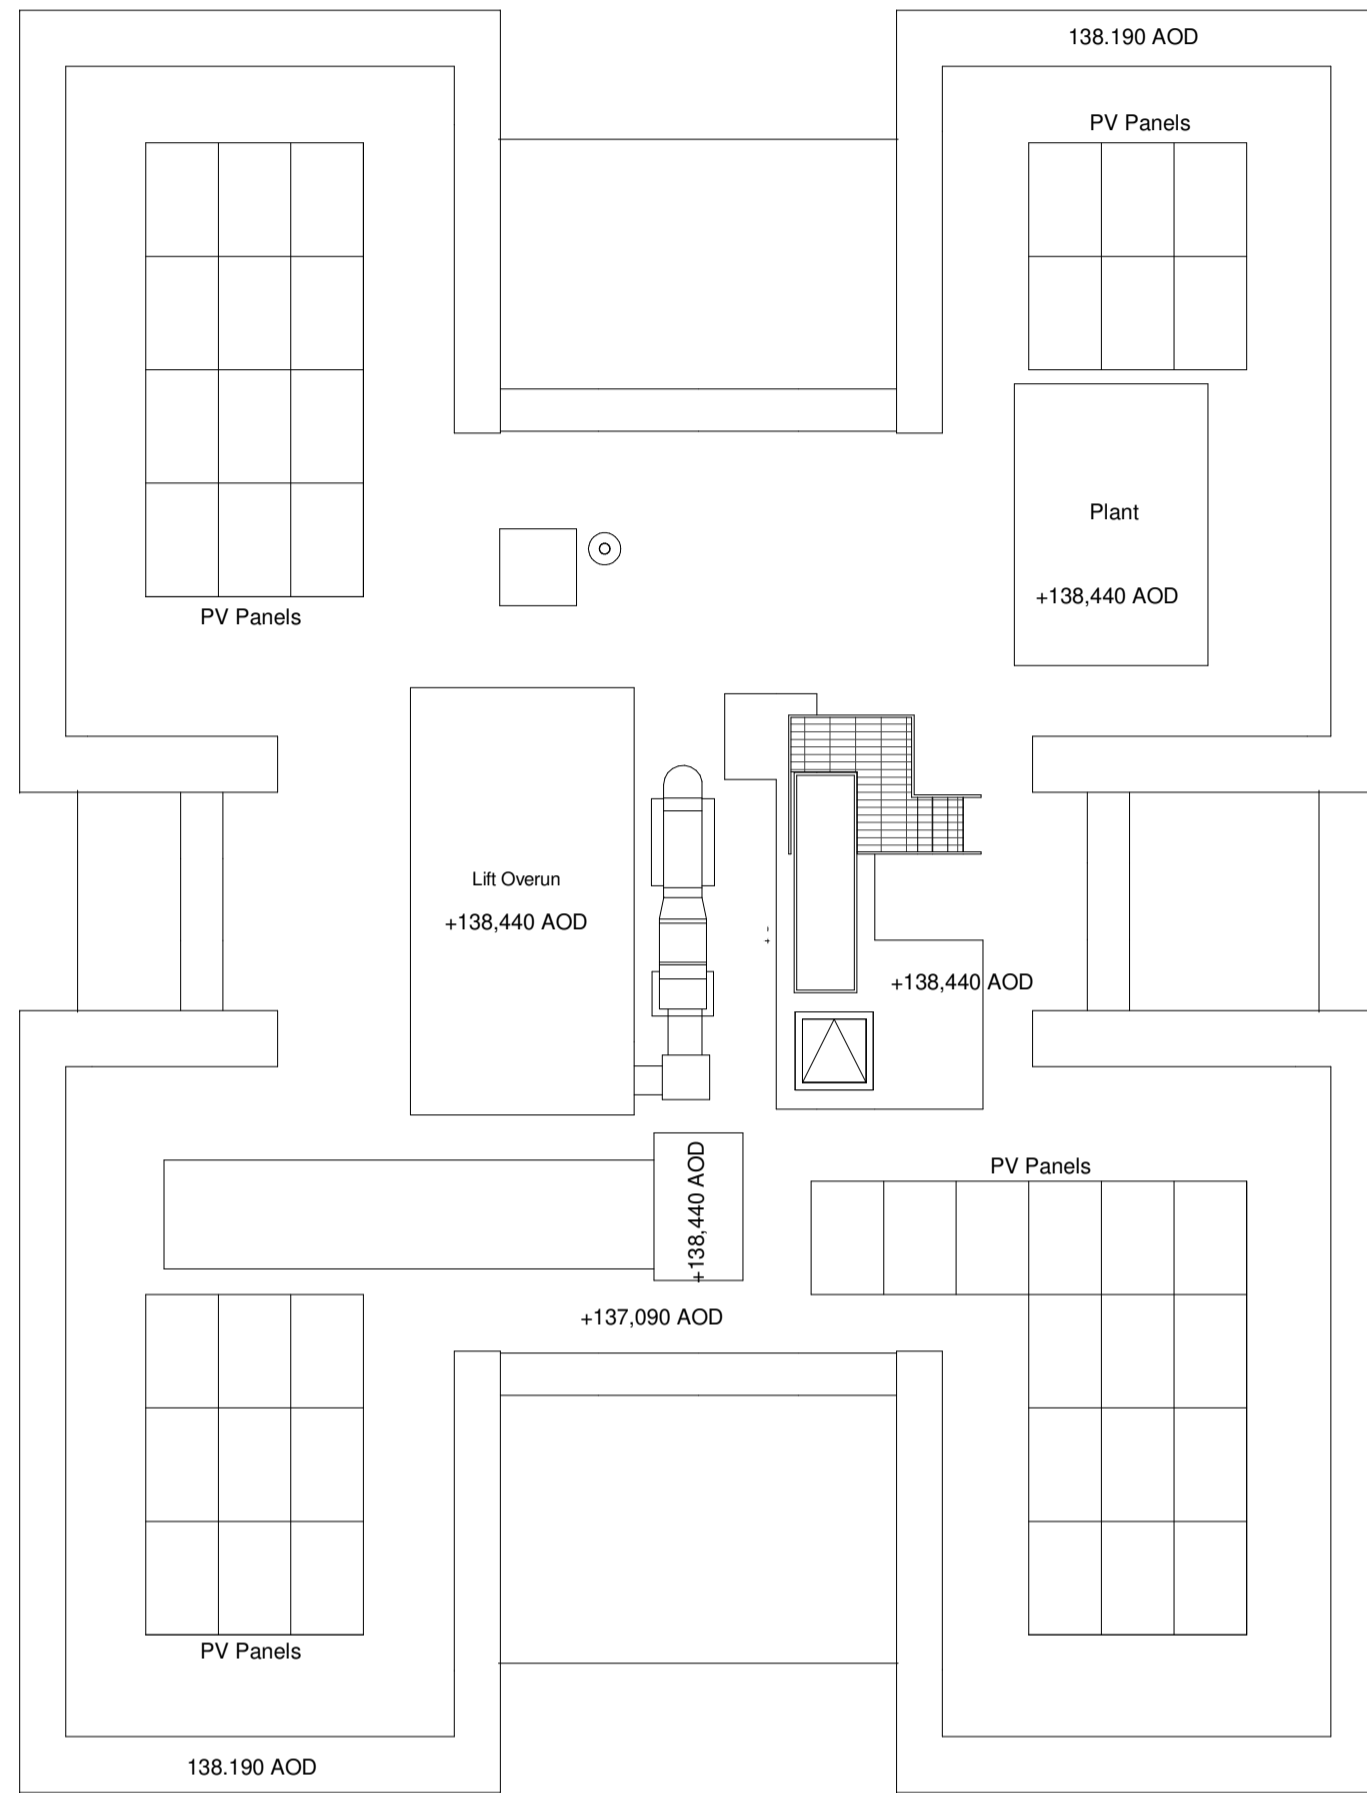 138.190 AOD
PV Panels
Plant
+138,440 AOD
PV Panels
Lift Overun
+138,440 AOD
+138,440 AOD
+138,440 AOD
PV Panels
+137,090 AOD
PV Panels
138.190 AOD